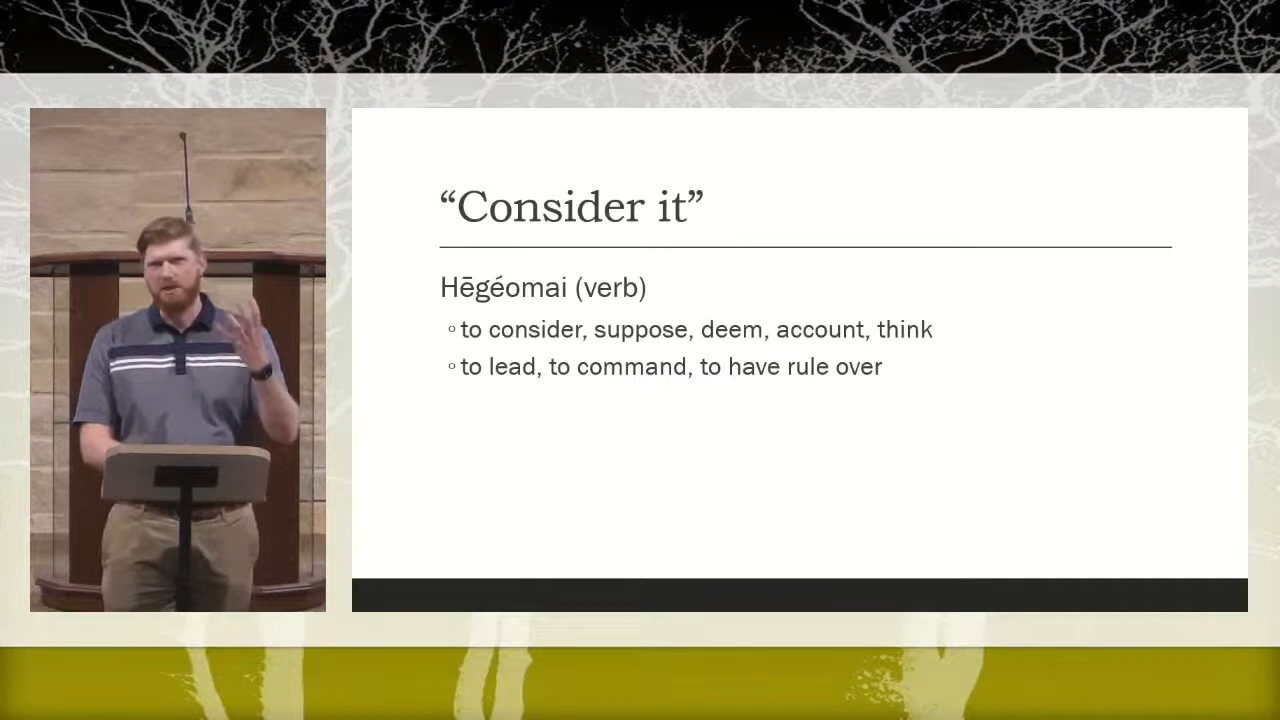 “Consider it”
Hēgéomai (verb)
◦ to consider, suppose, deem, account, think
◦ to lead, to command, to have rule over